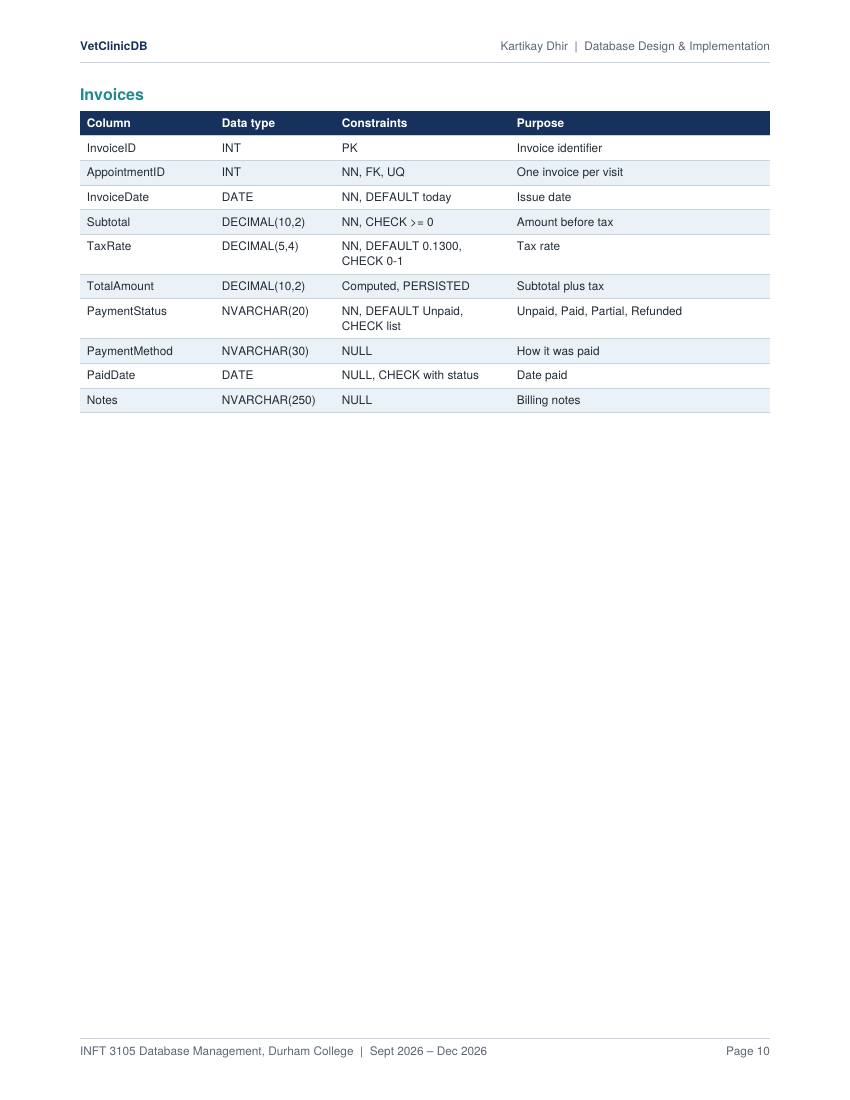 VetClinicDB
Kartikay Dhir | Database Design & Implementation
Invoices
Column Data type Constraints Purpose
InvoiceID INT PK Invoice identifier
AppointmentID INT NN, FK, UQ One invoice per visit
InvoiceDate DATE NN, DEFAULT today Issue date
Subtotal DECIMAL(10,2) NN, CHECK >= 0 Amount before tax
TaxRate DECIMAL(5,4) NN, DEFAULT 0.1300, Tax rate
CHECK 0-1
TotalAmount DECIMAL(10,2) Computed, PERSISTED Subtotal plus tax
PaymentStatus NVARCHAR(20) NN, DEFAULT Unpaid, Unpaid, Paid, Partial, Refunded
CHECK list
PaymentMethod NVARCHAR(30) NULL How it was paid
PaidDate DATE NULL, CHECK with status Date paid
Notes NVARCHAR(250) NULL Billing notes
INFT 3105 Database Management, Durham College | Sept 2026 – Dec 2026
Page 10